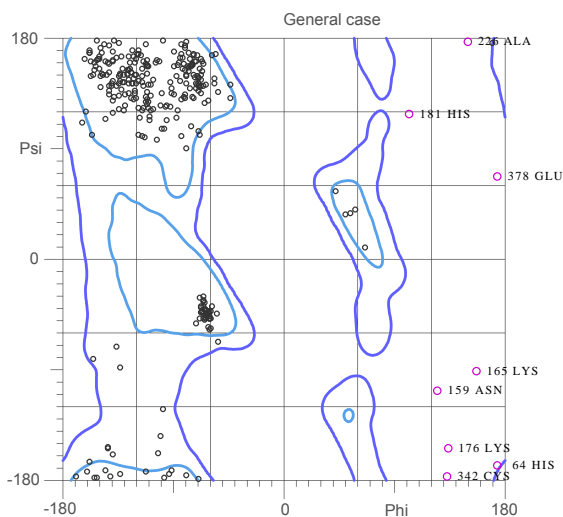 General case
180
226 ALA
181 HIS
Psi
378 GLU
0
165 LYS
159 ASN
176 LYS
64 HIS
342 CYS
-180
-180
0
Phi
180